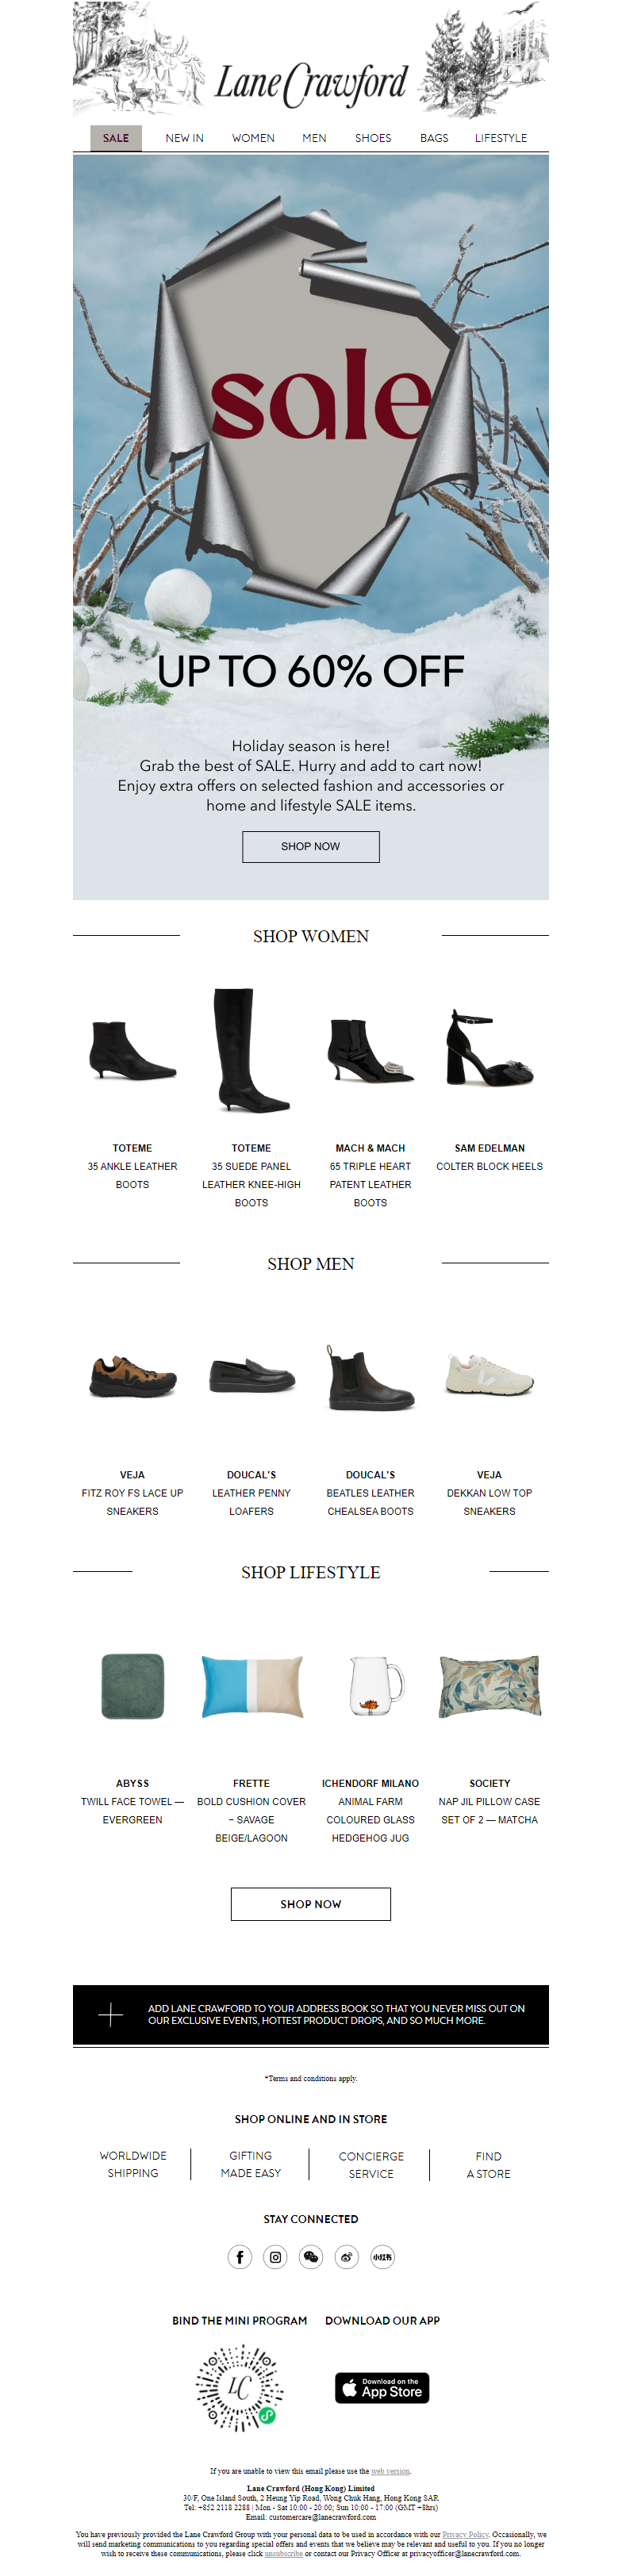 Lane Crawford
SALE NEW IN WOMEN MEN SHOES BAGS LIFESTYLE
sale
UP TO 60% OFF
Holiday season is here!
Grab the best of SALE. Hurry and add to cart now!
Enjoy extra offers on selected fashion and accessories or
home and lifestyle SALE items.
SHOP NOW
SHOP WOMEN
TOTEME
35 ANKLE LEATHER
BOOTS
TOTEME
35 SUEDE PANEL
LEATHER KNEE-HIGH
BOOTS
MACH & MACH
65 TRIPLE HEART
PATENT LEATHER
BOOTS
SAM EDELMAN
COLTER BLOCK HEELS
SHOP MEN
VEJA
FITZ ROY FS LACE UP
SNEAKERS
DOUCAL'S
LEATHER PENNY
LOAFERS
DOUCAL'S
BEATLES LEATHER
CHEALSEA BOOTS
VEJA
DEKKAN LOW TOP
SNEAKERS
SHOP LIFESTYLE
ABYSS
TWILL FACE TOWEL —
EVERGREEN
FRETTE
BOLD CUSHION COVER
– SAVAGE
BEIGE/LAGOON
ICHENDORF MILANO
ANIMAL FARM
COLOURED GLASS
HEDGEHOG JUG
SOCIETY
NAP JIL PILLOW CASE
SET OF 2 — MATCHA
SHOP NOW
ADD LANE CRAWFORD TO YOUR ADDRESS BOOK SO THAT YOU NEVER MISS OUT ON
OUR EXCLUSIVE EVENTS, HOTTEST PRODUCT DROPS, AND SO MUCH MORE.
*Terms and conditions apply.
SHOP ONLINE AND IN STORE
WORLDWIDE
SHIPPING
GIFTING
MADE EASY
CONCIERGE
SERVICE
FIND
A STORE
STAY CONNECTED
小红书
BIND THE MINI PROGRAM
LC
DOWNLOAD OUR APP
Download on the
App Store
If you are unable to view this email please use the web version.
Lane Crawford (Hong Kong) Limited
30/F, One Island South, 2 Heung Yip Road, Wong Chuk Hang, Hong Kong SAR
Tel: +852 2118 2288 | Mon - Sat 10:00 - 20:00; Sun 10:00 - 17:00 (GMT +8hrs)
Email: customercare@lanecrawford.com
You have previously provided the Lane Crawford Group with your personal data to be used in accordance with our Privacy Policy. Occasionally, we
will send marketing communications to you regarding special offers and events that we believe may be relevant and useful to you. If you no longer
wish to receive these communications, please click unsubscribe or contact our Privacy Officer at privacyofficer@lanecrawford.com.